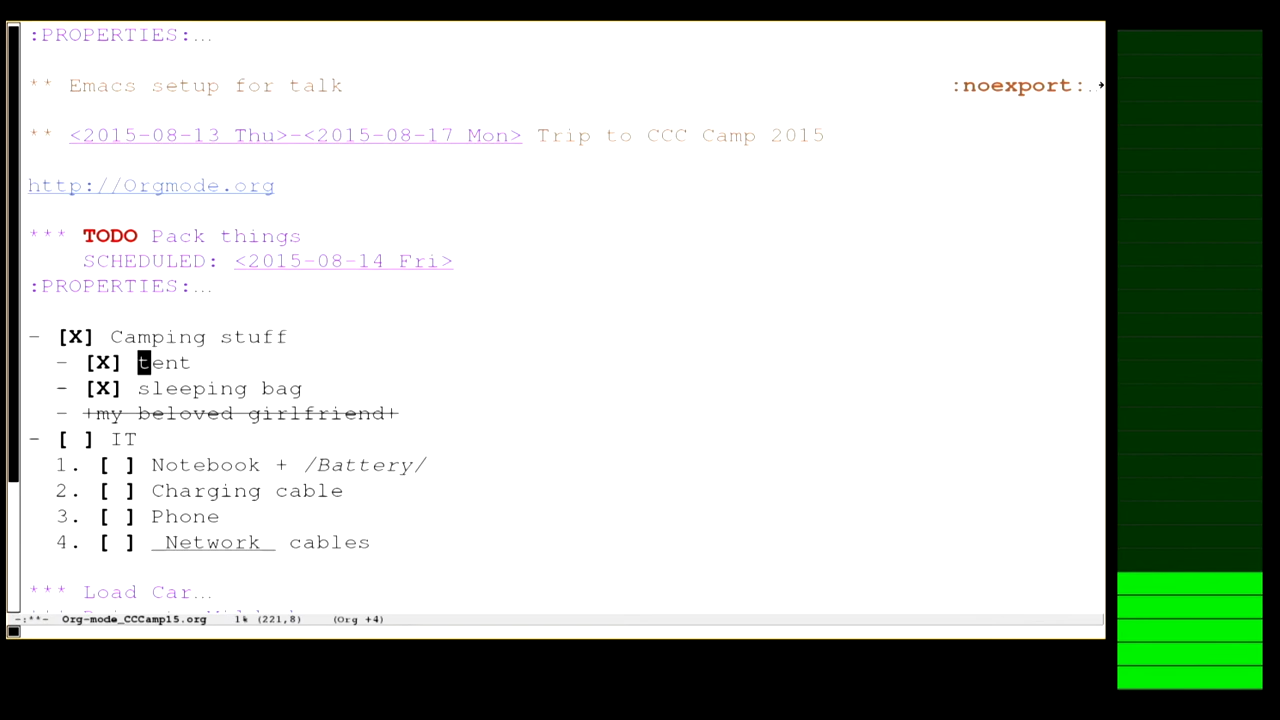 :PROPERTIES:...
** Emacs setup for talk :noexport:..
** <2015-08-13 Thu>-<2015-08-17 Mon> Trip to CCC Camp 2015
http://Orgmode.org
*** TODO Pack things
SCHEDULED: <2015-08-14 Fri>
:PROPERTIES:...
- [X] Camping stuff
- [X] tent
- [X] sleeping bag
- +my beloved girlfriend+
- [ ] IT
1. [ ] Notebook + /Battery/
2. [ ] Charging cable
3. [ ] Phone
4. [ ] _Network_ cables
*** Load Car...
-:**- Org-mode_CCCamp15.org 1% (221,8) (Org +4)